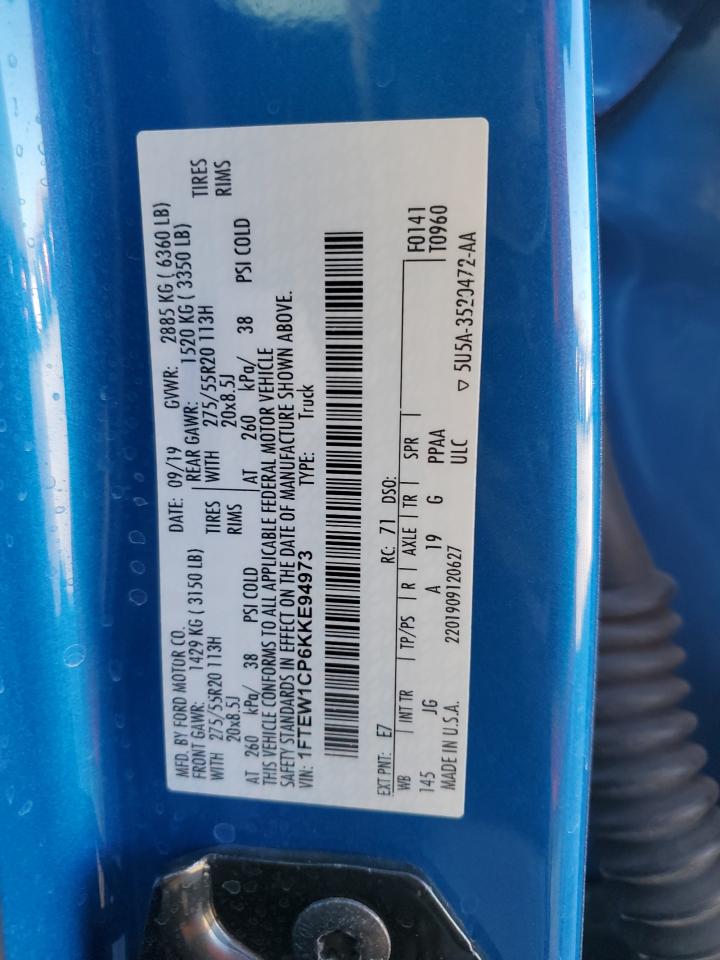 MFD. BY FORD MOTOR CO. DATE: 09/19 GVWR: 2885 KG ( 6360 LB)
FRONT GAWR: 1429 KG ( 3150 LB) REAR GAWR: 1520 KG ( 3350 LB)
WITH 275/55R20 113H TIRES WITH 275/55R20 113H TIRES
20x8.5J RIMS 20x8.5J RIMS
AT 260 kPa/ 38 PSI COLD AT 260 kPa/ 38 PSI COLD
THIS VEHICLE CONFORMS TO ALL APPLICABLE FEDERAL MOTOR VEHICLE
SAFETY STANDARDS IN EFFECT ON THE DATE OF MANUFACTURE SHOWN ABOVE.
VIN: 1FTEW1CP6KKE94973 TYPE: Truck
EXT PNT: E7 RC: 71 DSO:
WB | INT TR | TP/PS | R | AXLE | TR | SPR F0141
T0960
145 JG A 19 G PPAA
ULC
MADE IN U.S.A. 2201909120627 ▽ 5U5A-3520472-AA